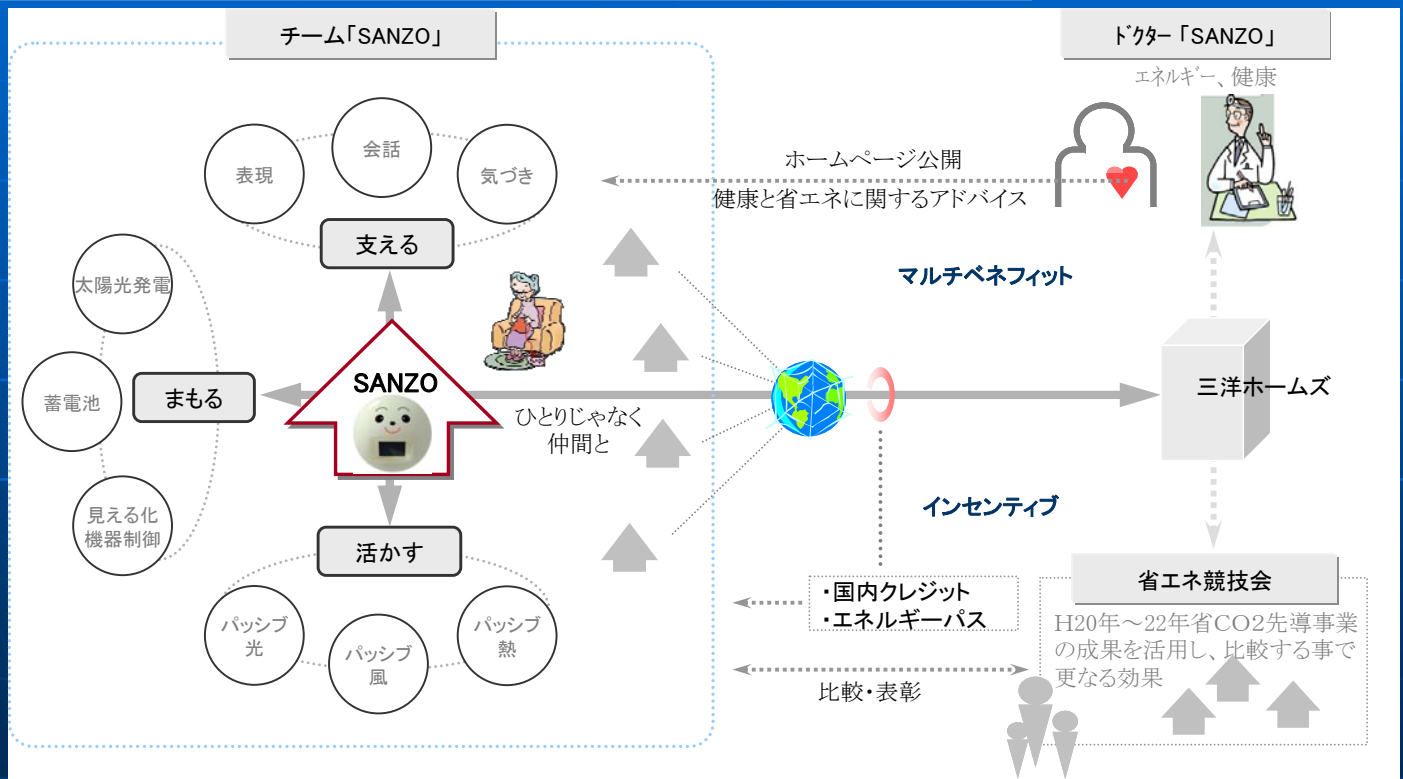 チーム「SANZO」
ﾄﾞｸﾀｰ「SANZO」
エネルギー、健康
表現
会話
気づき
支える
ホームページ公開
健康と省エネに関するアドバイス
マルチベネフィット
太陽光発電
蓄電池
見える化
機器制御
まもる
SANZO
ひとりじゃなく
仲間と
三洋ホームズ
インセンティブ
活かす
パッシブ
光
パッシブ
風
パッシブ
熱
・国内クレジット
・エネルギーパス
比較・表彰
省エネ競技会
H20年～22年省CO2先導事業
の成果を活用し、比較する事で
更なる効果